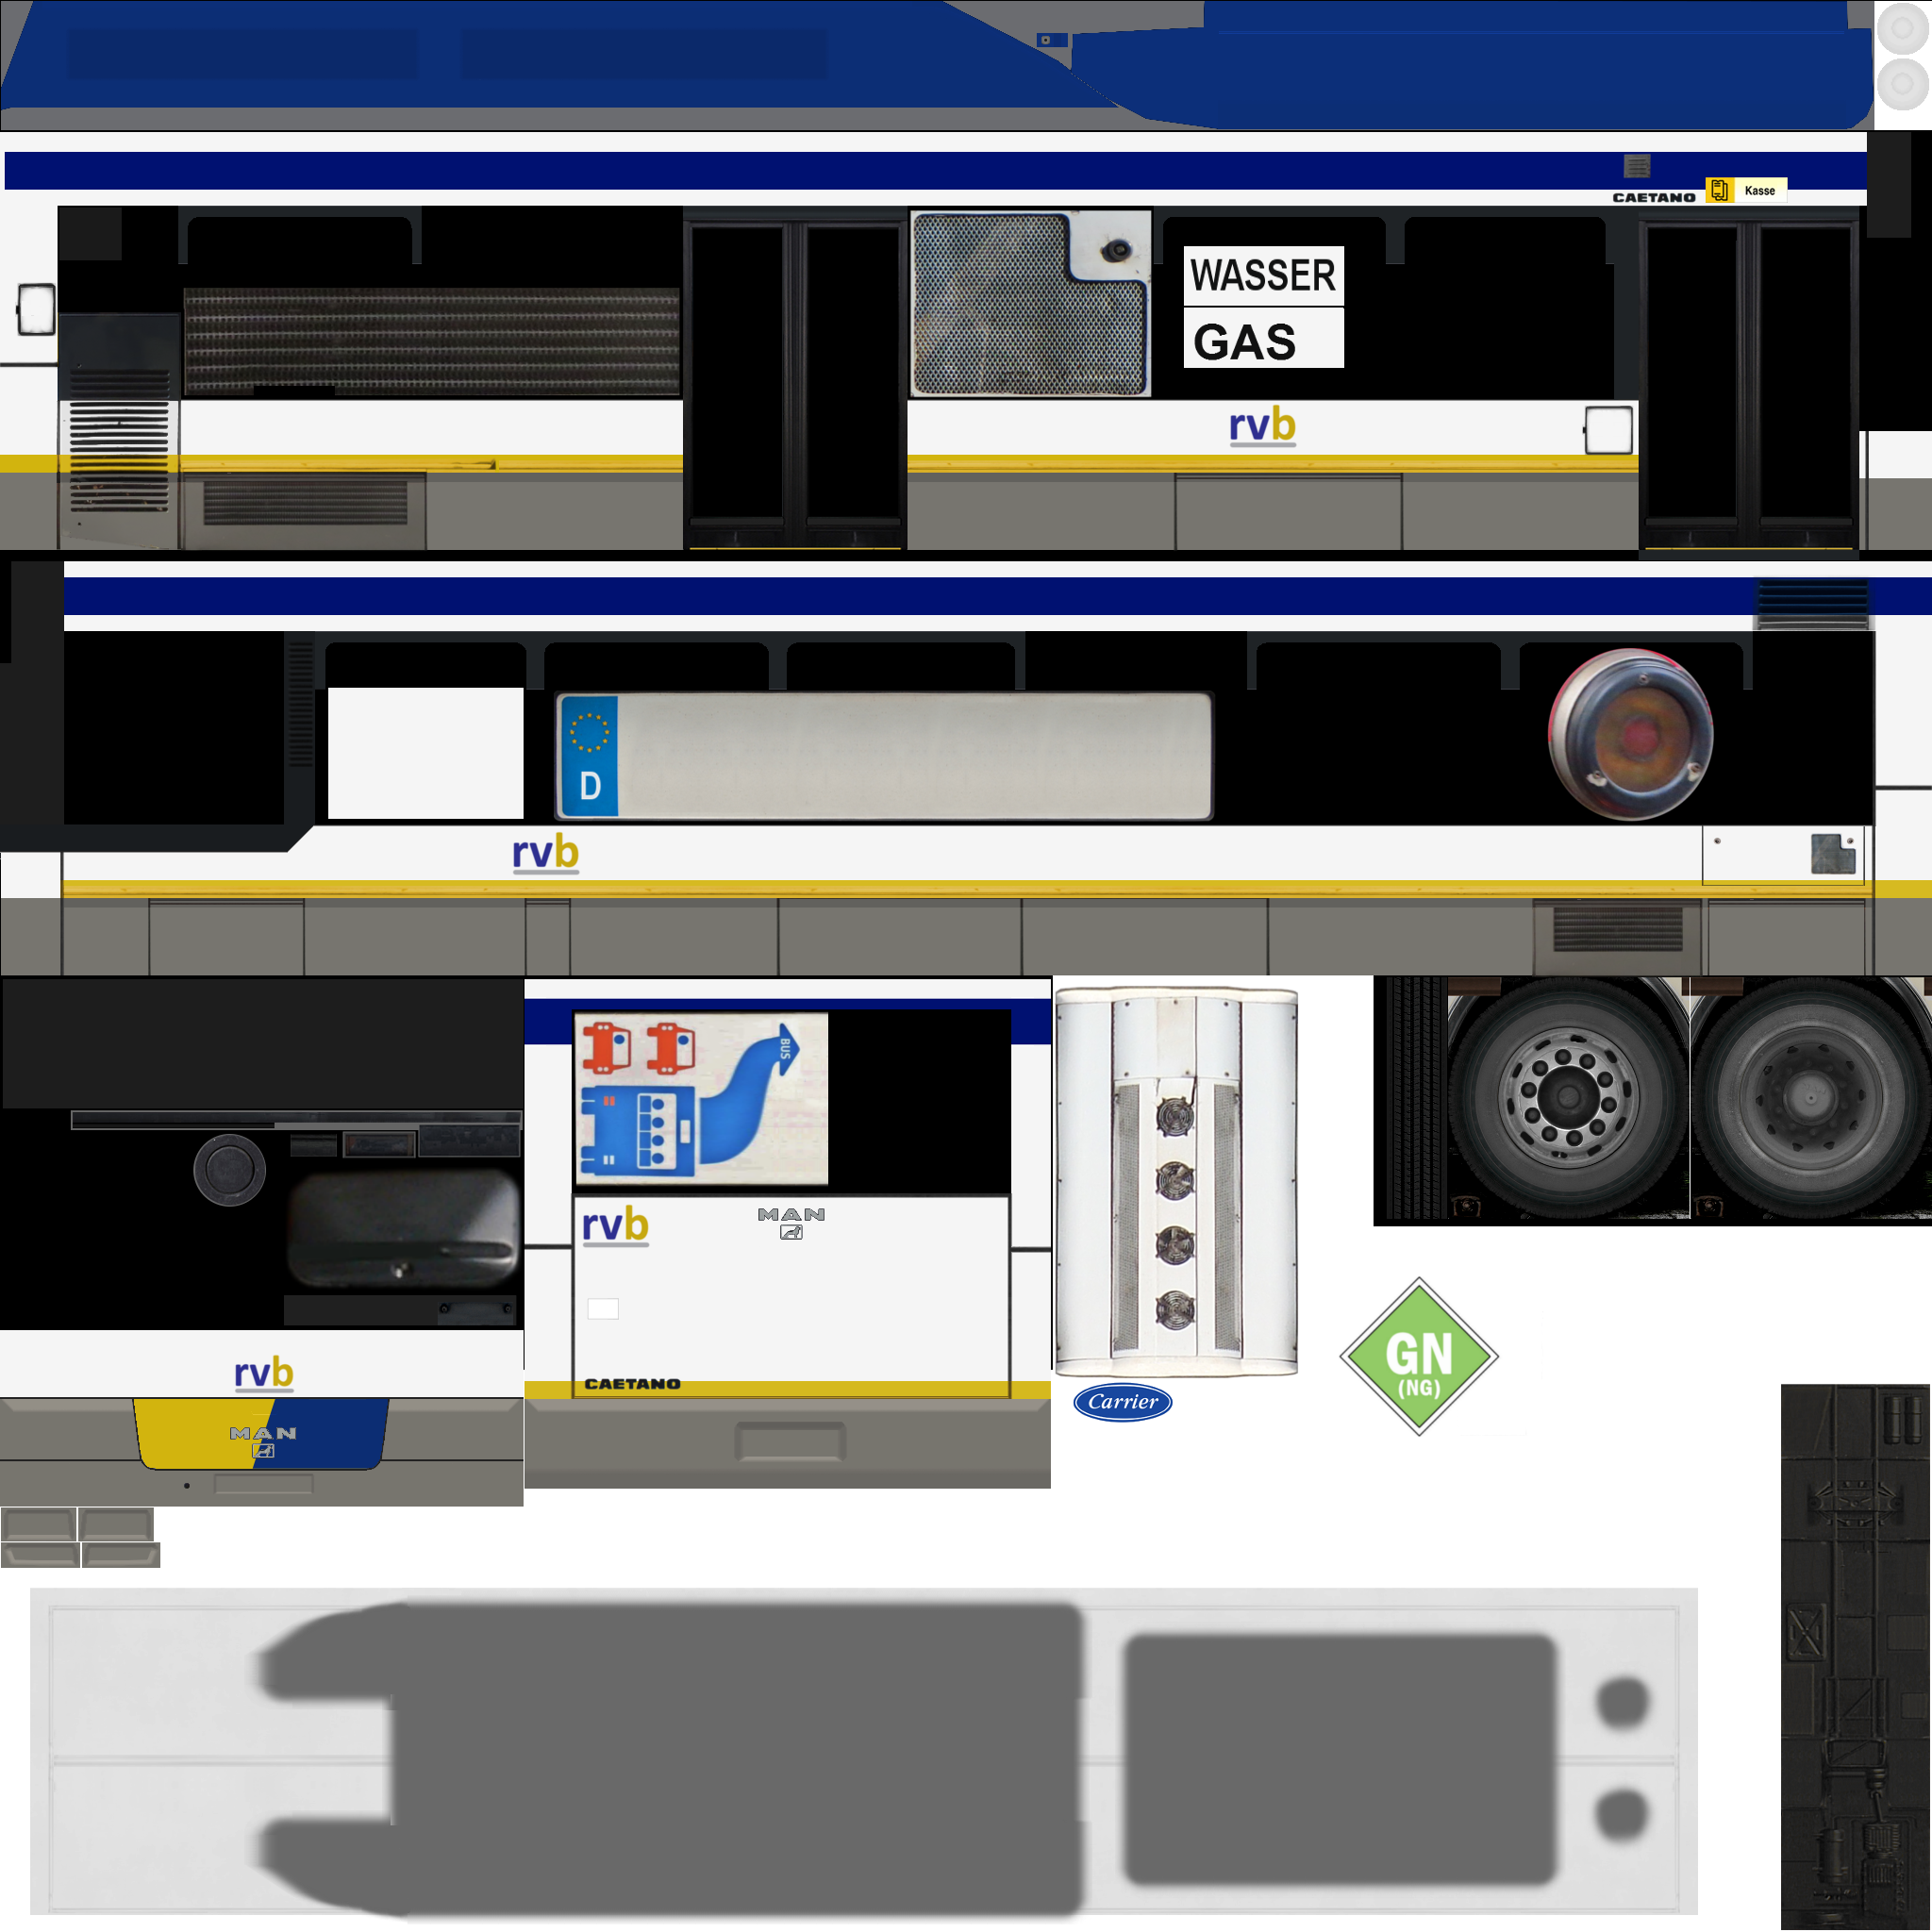 CAETANO
Kasse
WASSER
GAS
rvb
D
rvb
BUS
rvb
MAN
CAETANO
rvb
MAN
Carrier
GN
(NG)